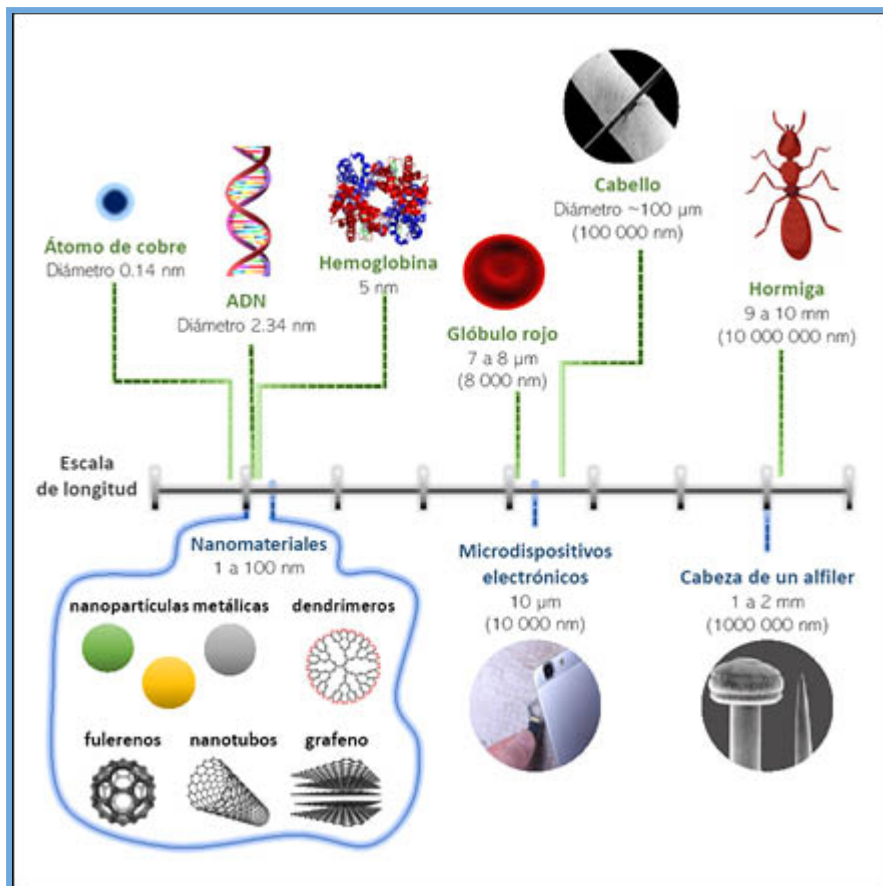 Átomo de cobre
Diámetro 0.14 nm
ADN
Diámetro 2.34 nm
Hemoglobina
5 nm
Glóbulo rojo
7 a 8 µm
(8 000 nm)
Cabello
Diámetro ~100 µm
(100 000 nm)
Hormiga
9 a 10 mm
(10 000 000 nm)
Escala
de longitud
Nanomateriales
1 a 100 nm
nanopartículas metálicas
dendrímeros
fulerenos
nanotubos
grafeno
Microdispositivos
electrónicos
10 µm
(10 000 nm)
Cabeza de un alfiler
1 a 2 mm
(1000 000 nm)